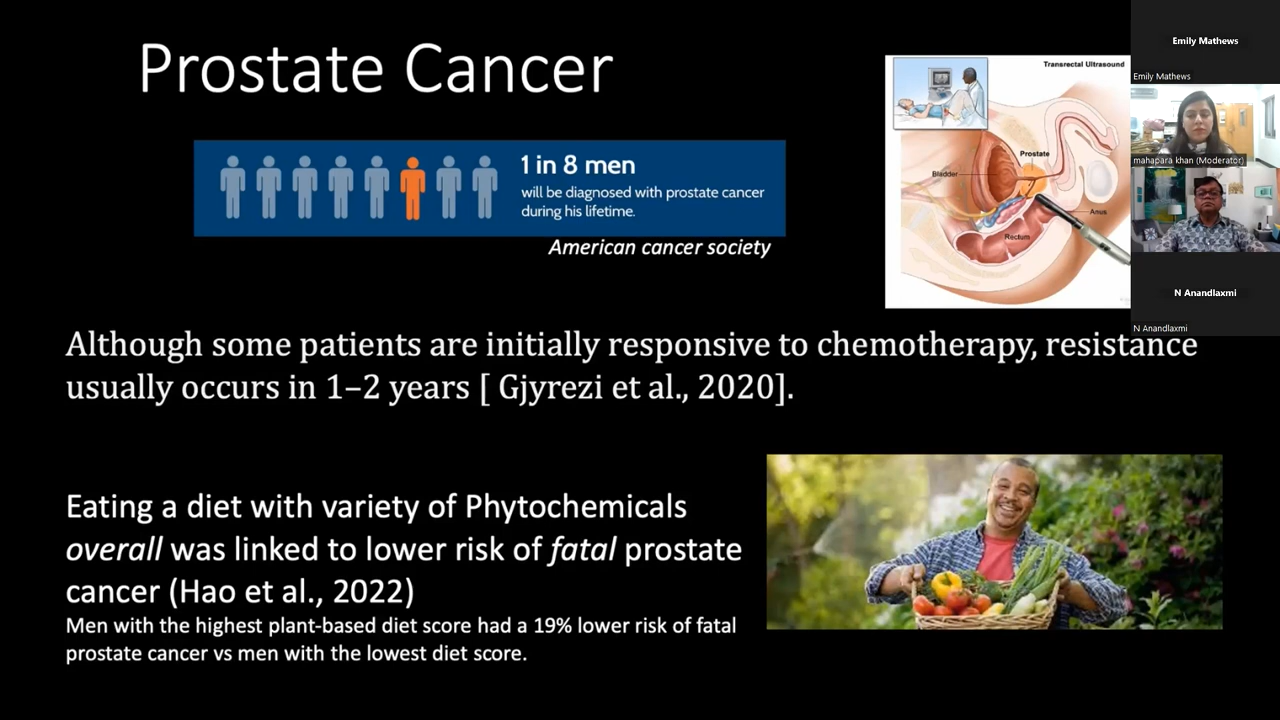 Prostate Cancer
1 in 8 men
will be diagnosed with prostate cancer
during his lifetime.
American cancer society
Transrectal Ultrasound
Prostate
Bladder
Anus
Rectum
Although some patients are initially responsive to chemotherapy, resistance
usually occurs in 1–2 years [ Gjyrezi et al., 2020].
Eating a diet with variety of Phytochemicals
overall was linked to lower risk of fatal prostate
cancer (Hao et al., 2022)
Men with the highest plant-based diet score had a 19% lower risk of fatal
prostate cancer vs men with the lowest diet score.
Emily Mathews
Emily Mathews
mahapara khan (Moderator)
N Anandlaxmi
N Anandlaxmi